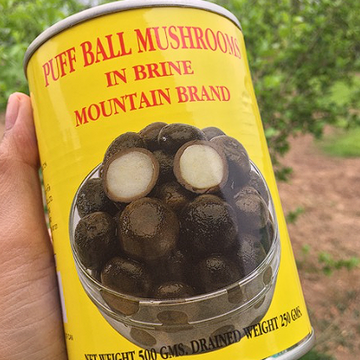 PUFF BALL MUSHROOMS
IN BRINE
MOUNTAIN BRAND
NET WEIGHT 500 GMS. DRAINED WEIGHT 250 GMS.